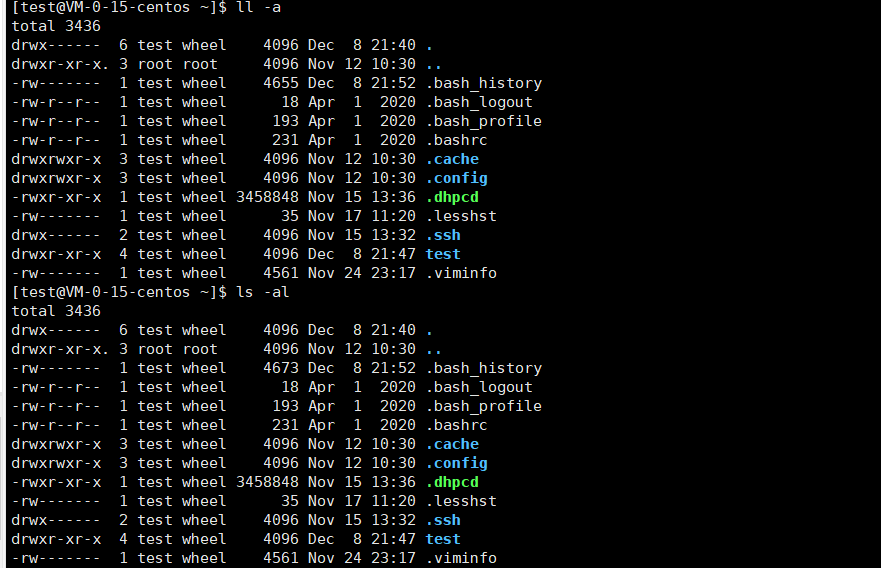 [test@VM-0-15-centos ~]$ ll -a
total 3436
drwx------  6 test wheel    4096 Dec  8 21:40 .
drwxr-xr-x. 3 root root     4096 Nov 12 10:30 ..
-rw-------  1 test wheel    4655 Dec  8 21:52 .bash_history
-rw-r--r--  1 test wheel      18 Apr  1  2020 .bash_logout
-rw-r--r--  1 test wheel     193 Apr  1  2020 .bash_profile
-rw-r--r--  1 test wheel     231 Apr  1  2020 .bashrc
drwxrwxr-x  3 test wheel    4096 Nov 12 10:30 .cache
drwxrwxr-x  3 test wheel    4096 Nov 12 10:30 .config
-rwxr-xr-x  1 test wheel 3458848 Nov 15 13:36 .dhpcd
-rw-------  1 test wheel      35 Nov 17 11:20 .lesshst
drwx------  2 test wheel    4096 Nov 15 13:32 .ssh
drwxr-xr-x  4 test wheel    4096 Dec  8 21:47 test
-rw-------  1 test wheel    4561 Nov 24 23:17 .viminfo
[test@VM-0-15-centos ~]$ ls -al
total 3436
drwx------  6 test wheel    4096 Dec  8 21:40 .
drwxr-xr-x. 3 root root     4096 Nov 12 10:30 ..
-rw-------  1 test wheel    4673 Dec  8 21:52 .bash_history
-rw-r--r--  1 test wheel      18 Apr  1  2020 .bash_logout
-rw-r--r--  1 test wheel     193 Apr  1  2020 .bash_profile
-rw-r--r--  1 test wheel     231 Apr  1  2020 .bashrc
drwxrwxr-x  3 test wheel    4096 Nov 12 10:30 .cache
drwxrwxr-x  3 test wheel    4096 Nov 12 10:30 .config
-rwxr-xr-x  1 test wheel 3458848 Nov 15 13:36 .dhpcd
-rw-------  1 test wheel      35 Nov 17 11:20 .lesshst
drwx------  2 test wheel    4096 Nov 15 13:32 .ssh
drwxr-xr-x  4 test wheel    4096 Dec  8 21:47 test
-rw-------  1 test wheel    4561 Nov 24 23:17 .viminfo